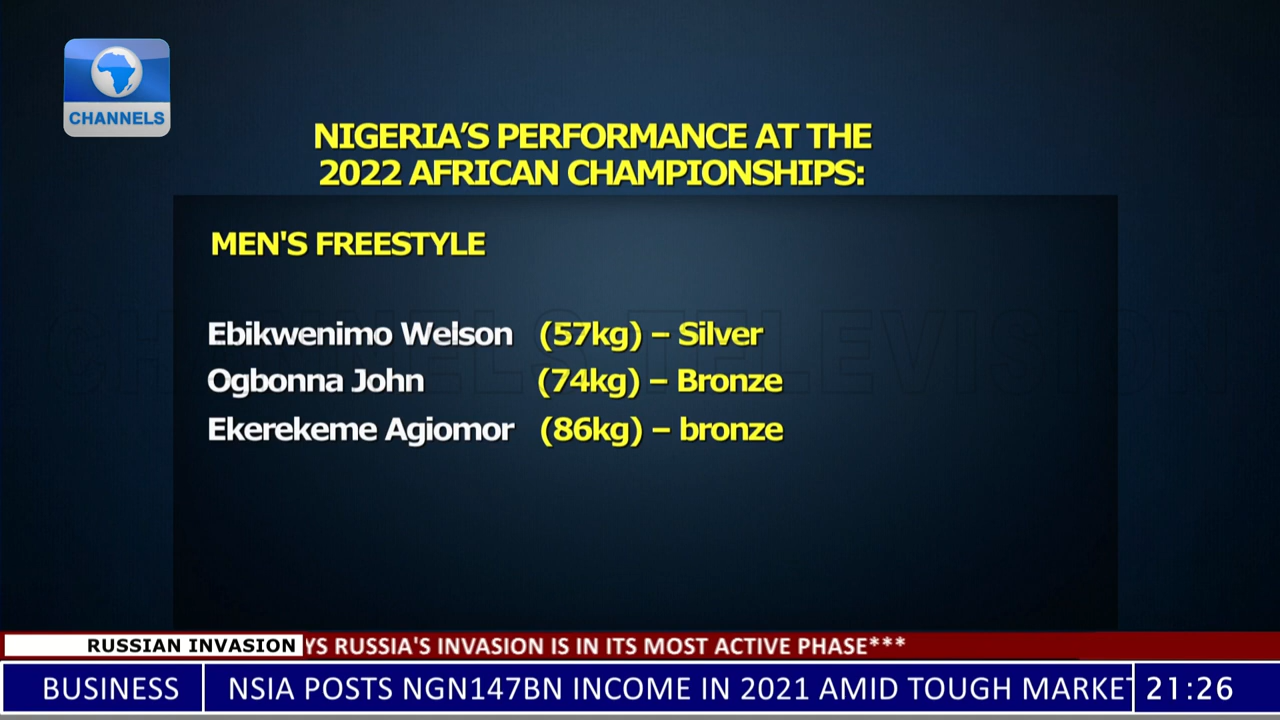 CHANNELS
NIGERIA'S PERFORMANCE AT THE
2022 AFRICAN CHAMPIONSHIPS:
MEN'S FREESTYLE
Ebikwenimo Welson (57kg) – Silver
Ogbonna John (74kg) – Bronze
Ekerekeme Agiomor (86kg) – bronze
CHANNELS TELEVISION
RUSSIAN INVASION YS RUSSIA'S INVASION IS IN ITS MOST ACTIVE PHASE***
BUSINESS NSIA POSTS NGN147BN INCOME IN 2021 AMID TOUGH MARKET 21:26